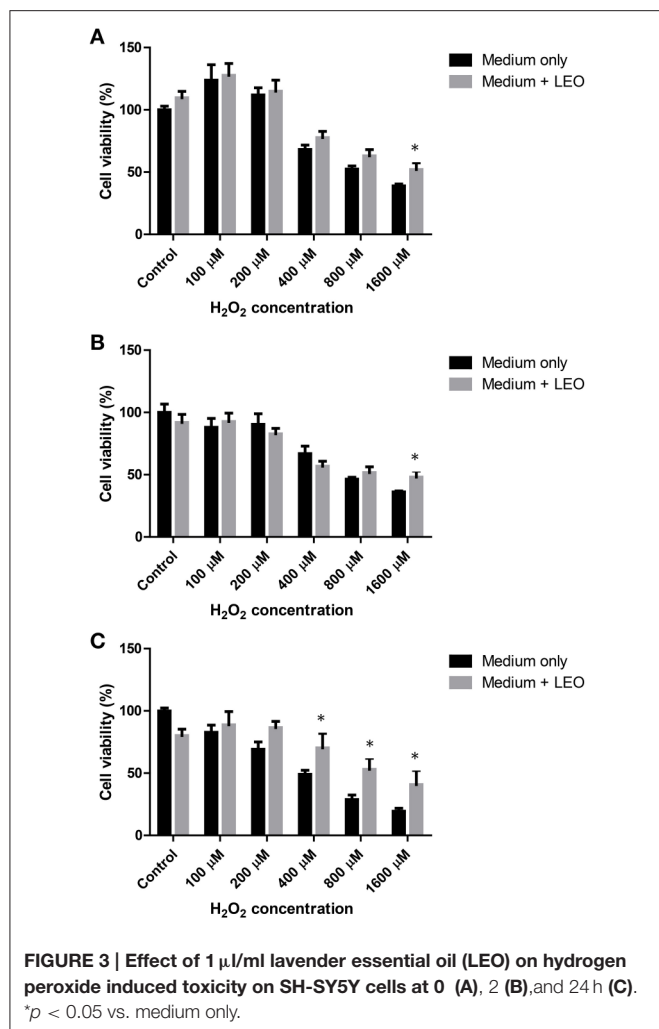 A
150
100
50
0
Cell viability (%)
Medium only
Medium + LEO
*
Control
100 µM
200 µM
400 µM
800 µM
1600 µM
H₂O₂ concentration
B
150
100
50
0
Cell viability (%)
Medium only
Medium + LEO
*
Control
100 µM
200 µM
400 µM
800 µM
1600 µM
H₂O₂ concentration
C
150
100
50
0
Cell viability (%)
Medium only
Medium + LEO
* * *
Control
100 µM
200 µM
400 µM
800 µM
1600 µM
H₂O₂ concentration
FIGURE 3 | Effect of 1 µl/ml lavender essential oil (LEO) on hydrogen
peroxide induced toxicity on SH-SY5Y cells at 0 (A), 2 (B),and 24 h (C).
*p < 0.05 vs. medium only.